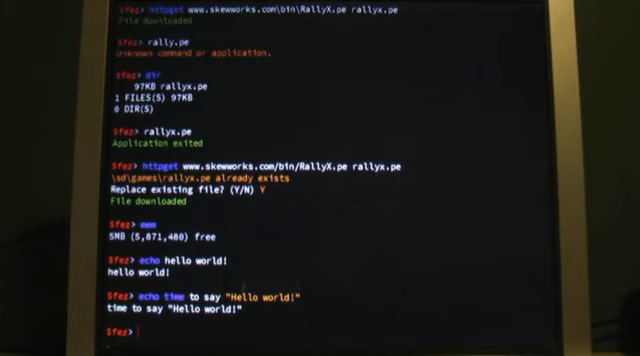 $fez> httpget www.skewworks.com\bin\RallyX.pe rallyx.pe
File downloaded
$fez> rally.pe
Unknown command or application.
$fez> dir
97KB rallyx.pe
1 FILES(S) 97KB
0 DIR(S)
$fez> rallyx.pe
Application exited
$fez> httpget www.skewworks.com/bin/RallyX.pe rallyx.pe
\sd\games\rallyx.pe already exists
Replace existing file? (Y/N) Y
File downloaded
$fez> mem
5MB (5,871,480) free
$fez> echo hello world!
hello world!
$fez> echo time to say "Hello world!"
time to say "Hello world!"
$fez>